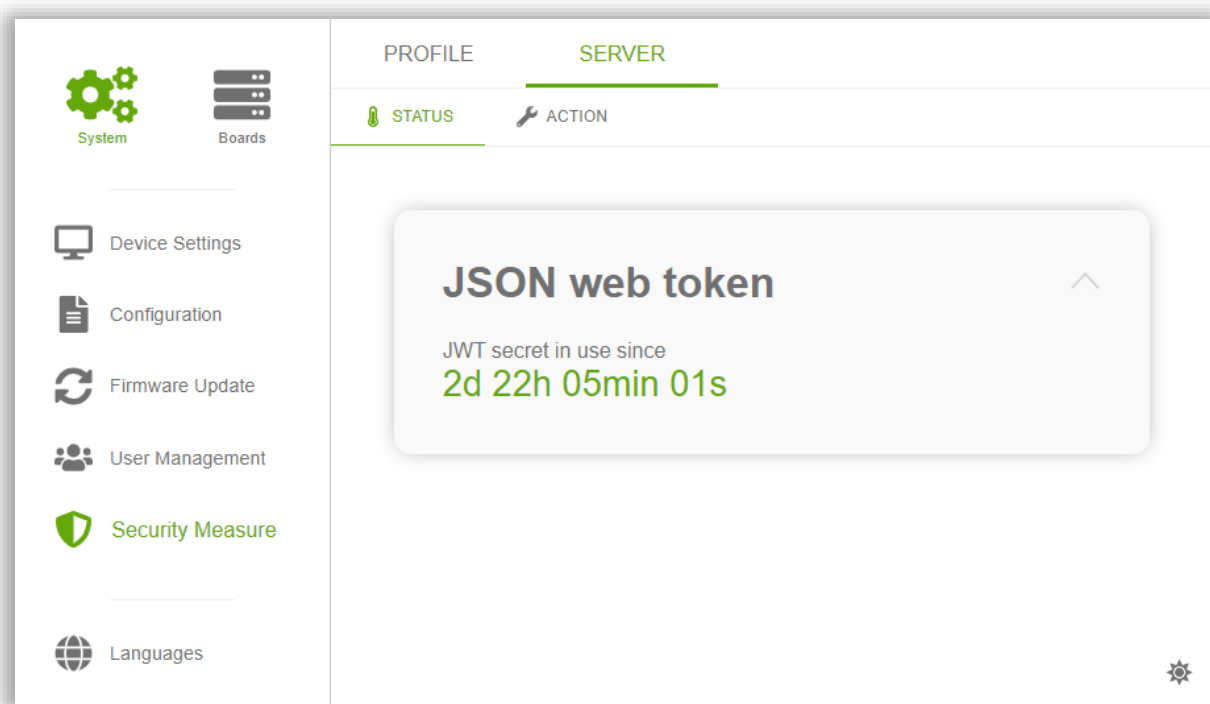 System
Boards
Device Settings
Configuration
Firmware Update
User Management
Security Measure
Languages
PROFILE
SERVER
STATUS
ACTION
JSON web token
JWT secret in use since
2d 22h 05min 01s